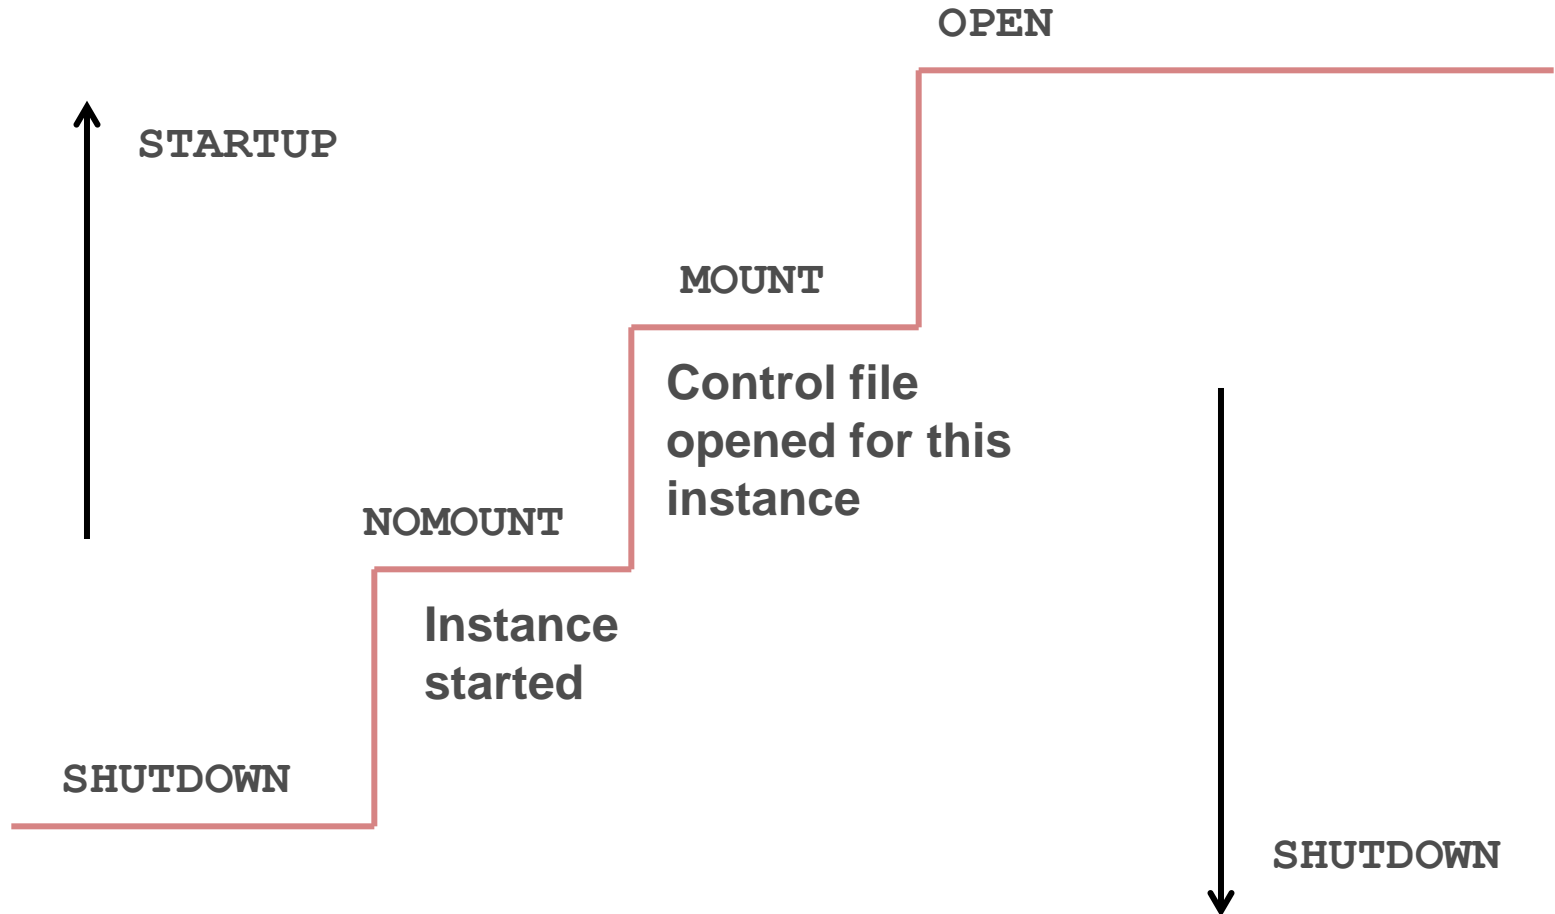 OPEN
STARTUP
MOUNT
Control file
opened for this
instance
NOMOUNT
Instance
started
SHUTDOWN
SHUTDOWN